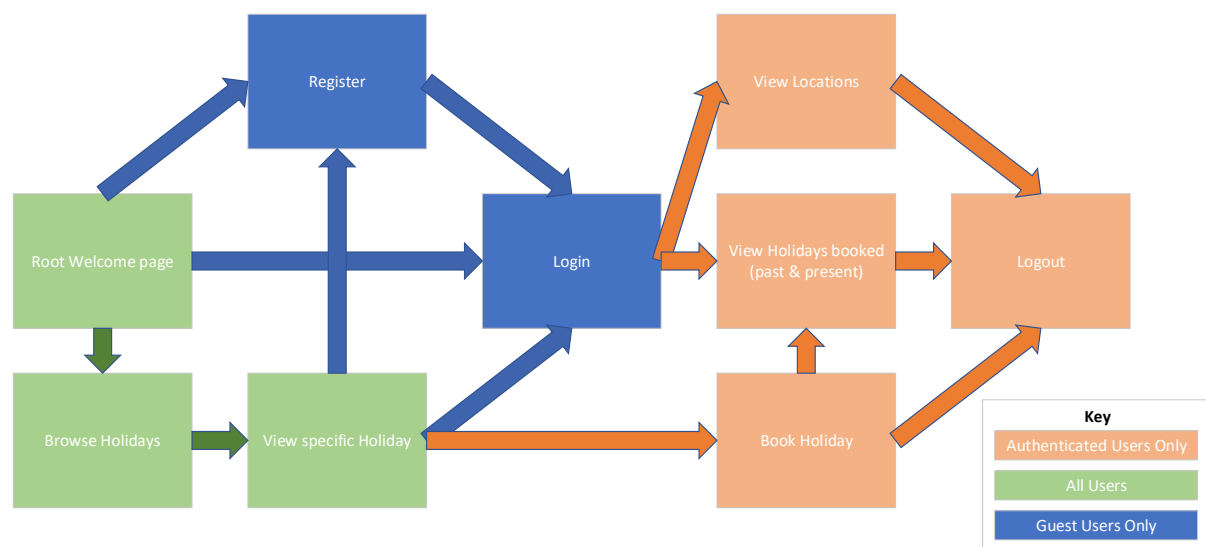 Register
View Locations
Root Welcome page
Login
View Holidays booked
(past & present)
Logout
Browse Holidays
View specific Holiday
Book Holiday
Key
Authenticated Users Only
All Users
Guest Users Only